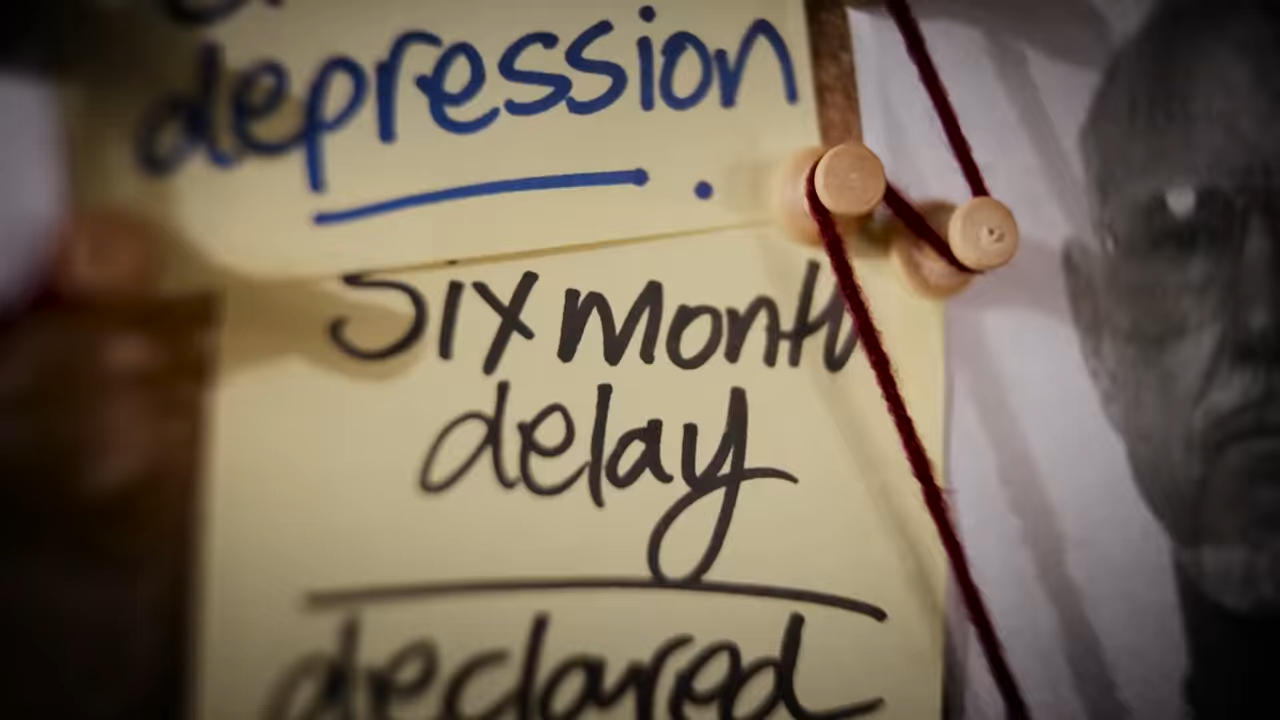 depression
Six month
delay
declared